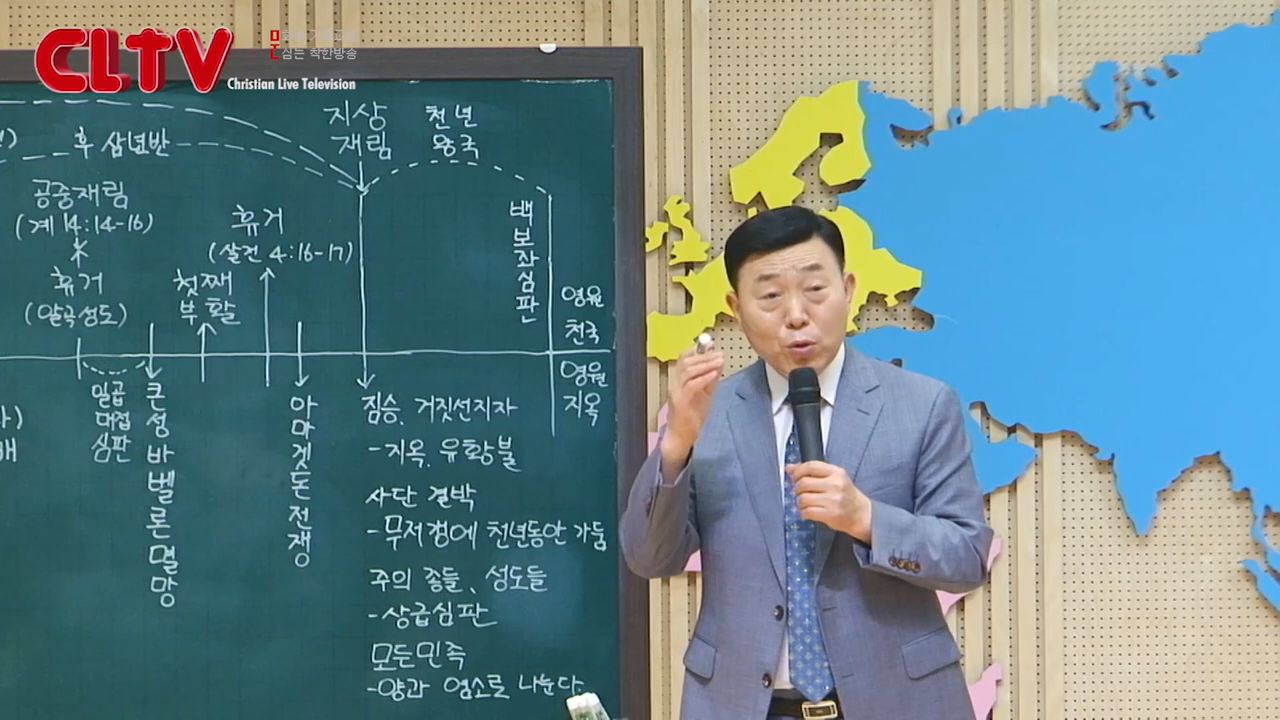 CLTV
심는 착한방송
Christian Live Television
후 삼년반
지상
재림
천년
왕국
공중재림
(계 14:14-16)
휴거
(알곡성도)
첫째
부활
휴거
(살전 4:16-17)
백보좌심판
영원
천국
영원
지옥
일곱
대접
심판
큰성바벨론멸망
아마겟돈전쟁
짐승, 거짓선지자
-지옥. 유황불
사단 결박
-무저갱에 천년동안 가둠
주의 종들, 성도들
-상급심판
모든민족
-양과 염소로 나눈다.